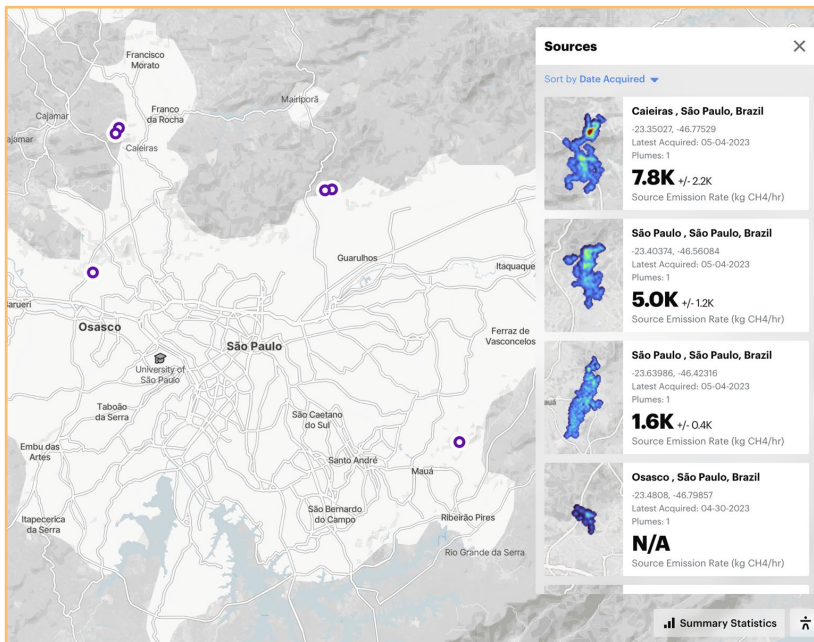 Francisco
Morato
Cajamar
ajamar
Franco
da Rocha
Mairiporã
Caieiras
Guarulhos
Itaquaque
arueri
Osasco
São Paulo
Ferraz de
Vasconcelos
University of
São Paulo
Taboão
da Serra
São Caetano
do Sul
Embu das
Artes
Santo André
Mauá
São Bernardo
do Campo
Ribeirão Pires
Itapecerica
da Serra
Rio Grande da Serra
Sources
Sort by Date Acquired
Caieiras , São Paulo, Brazil
-23.35027, -46.77529
Latest Acquired: 05-04-2023
Plumes: 1
7.8K +/- 2.2K
Source Emission Rate (kg CH4/hr)
São Paulo , São Paulo, Brazil
-23.40374, -46.56084
Latest Acquired: 05-04-2023
Plumes: 1
5.0K +/- 1.2K
Source Emission Rate (kg CH4/hr)
auá
São Paulo , São Paulo, Brazil
-23.63986, -46.42316
Latest Acquired: 05-04-2023
Plumes: 1
1.6K +/- 0.4K
Source Emission Rate (kg CH4/hr)
Osasco , São Paulo, Brazil
-23.4808, -46.79857
Latest Acquired: 04-30-2023
Plumes: 1
N/A
Source Emission Rate (kg CH4/hr)
Summary Statistics